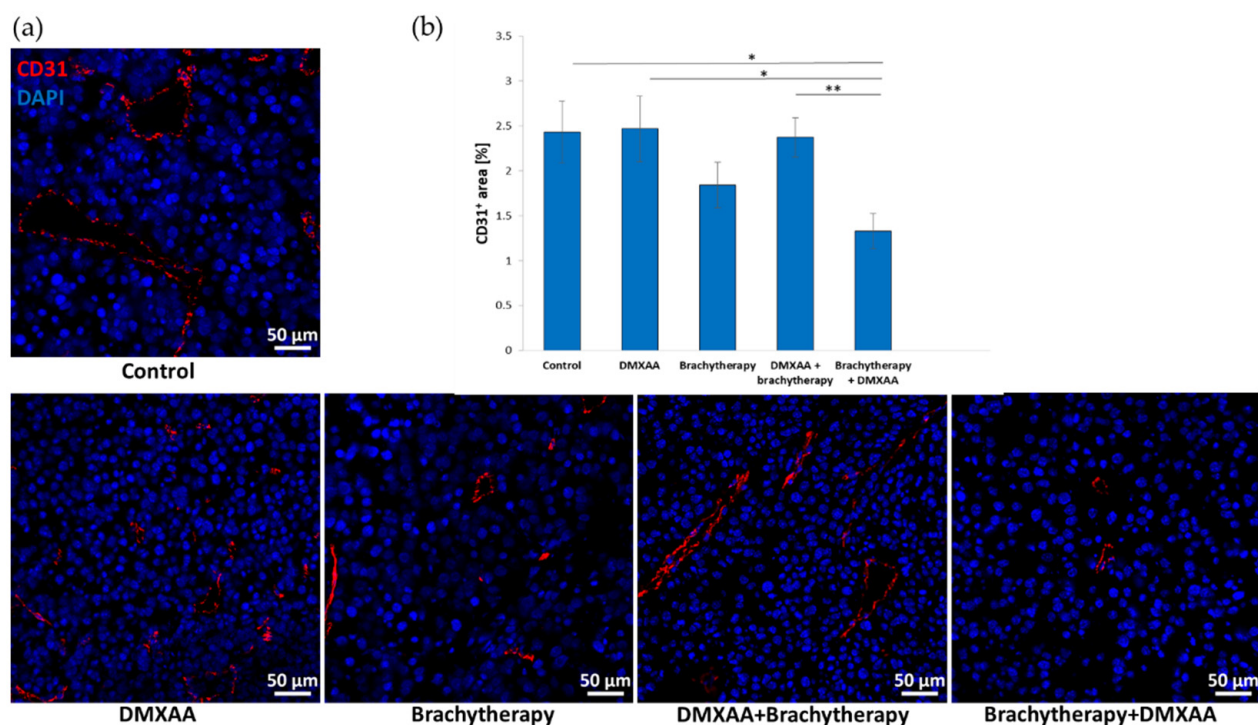 (a)
CD31
DAPI
50 µm
Control
(b)
3.5
3
2.5
2
1.5
1
0.5
0
CD31⁺ area [%]
*
*
**
Control
DMXAA
Brachytherapy
DMXAA +
brachytherapy
Brachytherapy
+ DMXAA
50 µm
DMXAA
50 µm
Brachytherapy
50 µm
DMXAA+Brachytherapy
50 µm
Brachytherapy+DMXAA